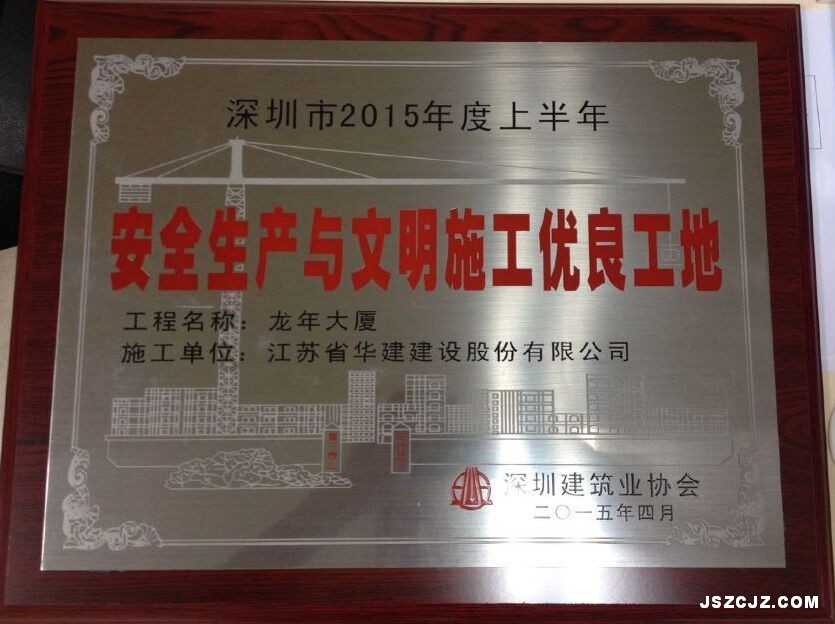 深圳市2015年度上半年
安全生产与文明施工优良工地
工程名称：龙年大厦
施工单位：江苏省华建建设股份有限公司
深圳建筑业协会
二〇一五年四月
JSZCJZ.COM